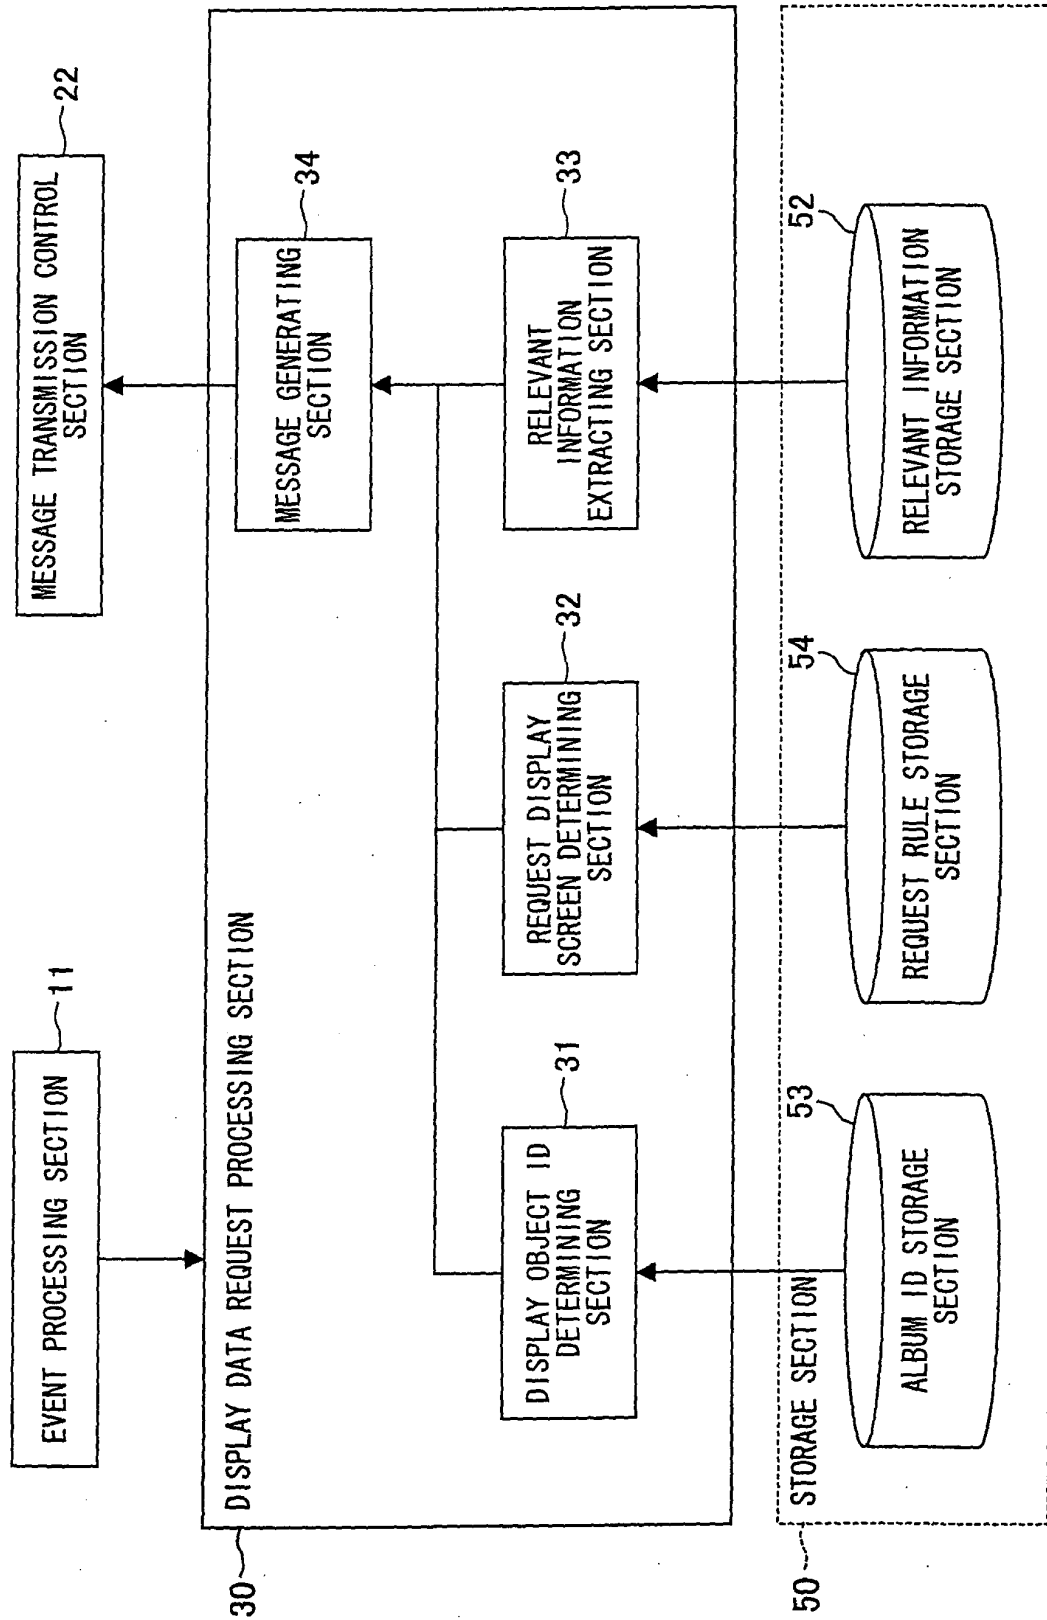 EVENT PROCESSING SECTION
11
MESSAGE TRANSMISSION CONTROL
SECTION
22
30
DISPLAY DATA REQUEST PROCESSING SECTION
MESSAGE GENERATING
SECTION
34
DISPLAY OBJECT ID
DETERMINING
SECTION
31
REQUEST DISPLAY
SCREEN DETERMINING
SECTION
32
RELEVANT
INFORMATION
EXTRACTING SECTION
33
50
STORAGE SECTION
53
ALBUM ID STORAGE
SECTION
54
REQUEST RULE STORAGE
SECTION
52
RELEVANT INFORMATION
STORAGE SECTION